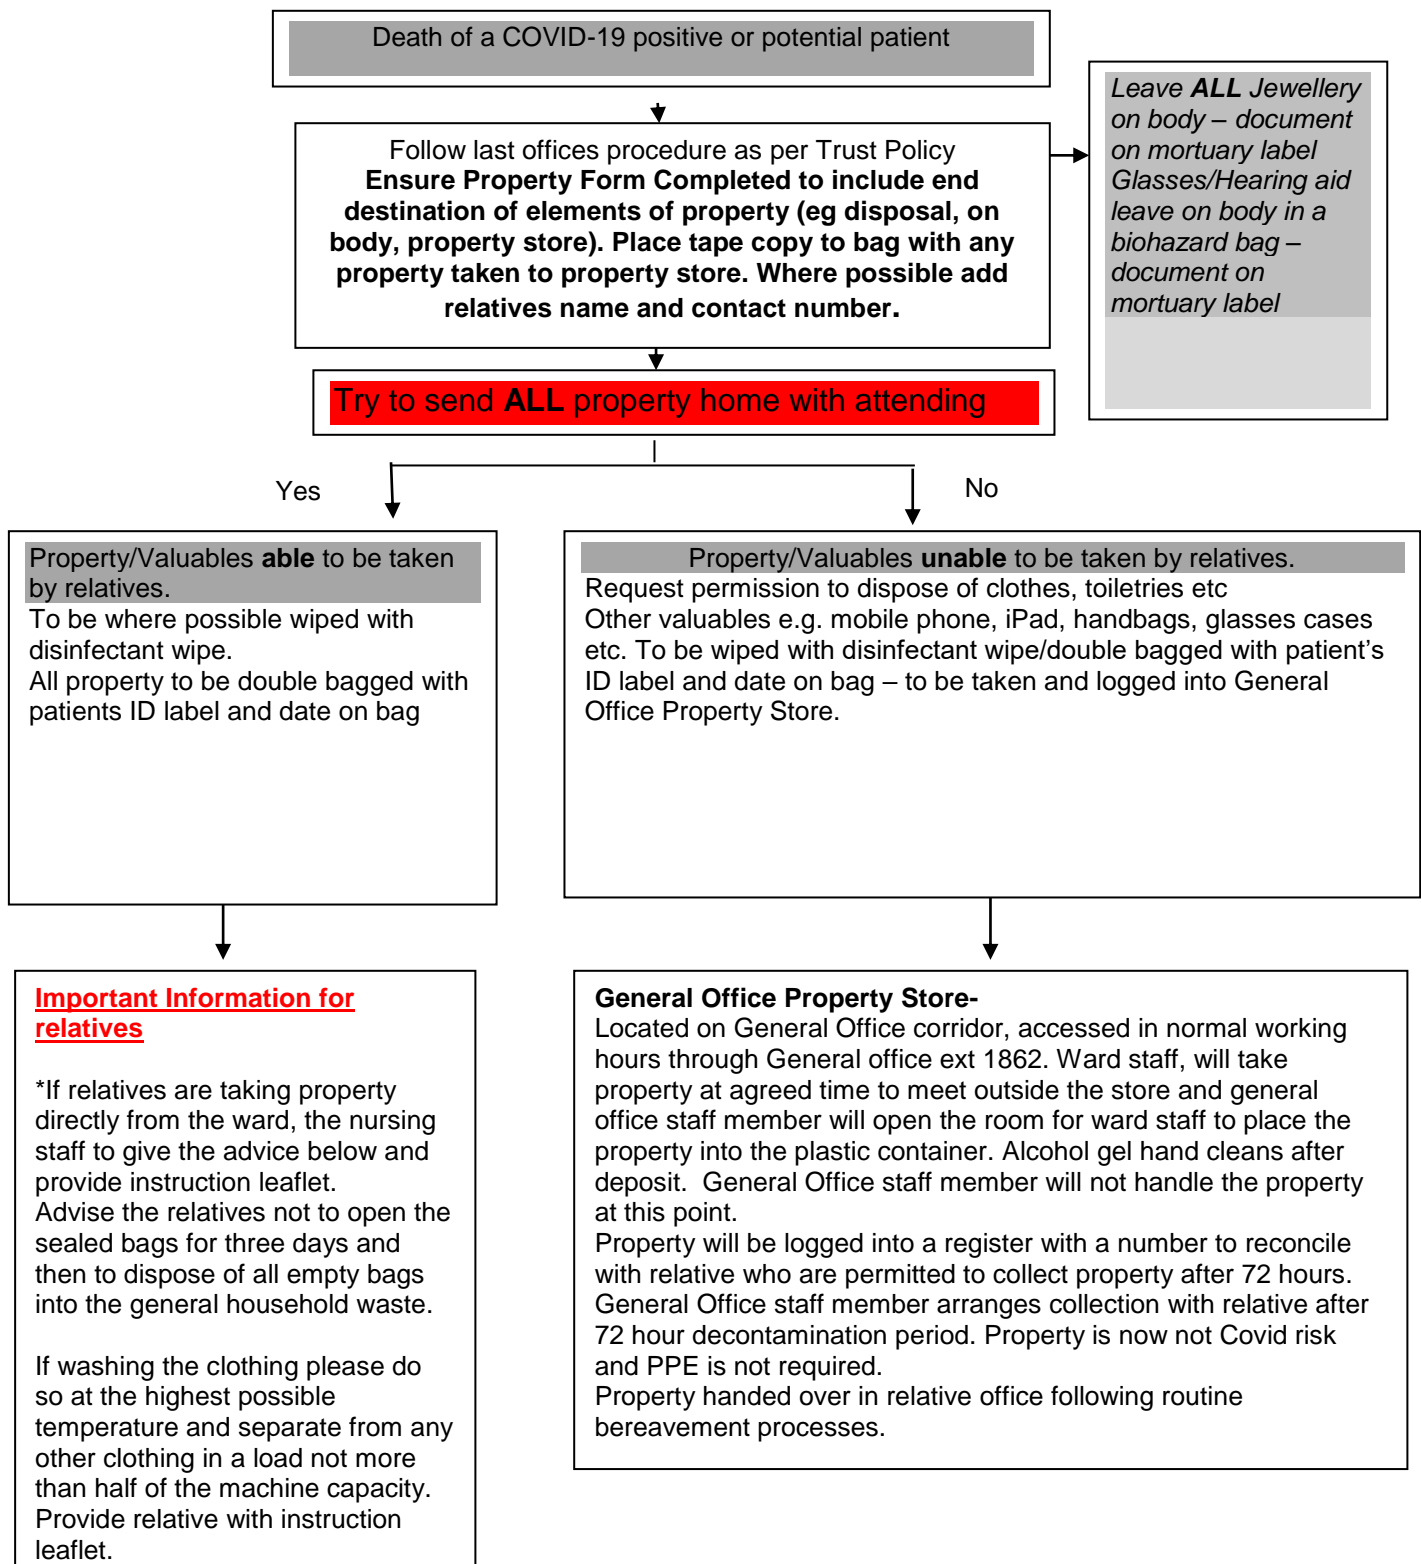 Death of a COVID-19 positive or potential patient
Leave ALL Jewellery
on body – document
on mortuary label
Glasses/Hearing aid
leave on body in a
biohazard bag –
document on
mortuary label
Follow last offices procedure as per Trust Policy
Ensure Property Form Completed to include end
destination of elements of property (eg disposal, on
body, property store). Place tape copy to bag with any
property taken to property store. Where possible add
relatives name and contact number.
Try to send ALL property home with attending
Yes
No
Property/Valuables able to be taken
by relatives.
To be where possible wiped with
disinfectant wipe.
All property to be double bagged with
patients ID label and date on bag
Property/Valuables unable to be taken by relatives.
Request permission to dispose of clothes, toiletries etc
Other valuables e.g. mobile phone, iPad, handbags, glasses cases
etc. To be wiped with disinfectant wipe/double bagged with patient's
ID label and date on bag – to be taken and logged into General
Office Property Store.
Important Information for
relatives
*If relatives are taking property
directly from the ward, the nursing
staff to give the advice below and
provide instruction leaflet.
Advise the relatives not to open the
sealed bags for three days and
then to dispose of all empty bags
into the general household waste.
If washing the clothing please do
so at the highest possible
temperature and separate from any
other clothing in a load not more
than half of the machine capacity.
Provide relative with instruction
leaflet.
General Office Property Store-
Located on General Office corridor, accessed in normal working
hours through General office ext 1862. Ward staff, will take
property at agreed time to meet outside the store and general
office staff member will open the room for ward staff to place the
property into the plastic container. Alcohol gel hand cleans after
deposit.  General Office staff member will not handle the property
at this point.
Property will be logged into a register with a number to reconcile
with relative who are permitted to collect property after 72 hours.
General Office staff member arranges collection with relative after
72 hour decontamination period. Property is now not Covid risk
and PPE is not required.
Property handed over in relative office following routine
bereavement processes.